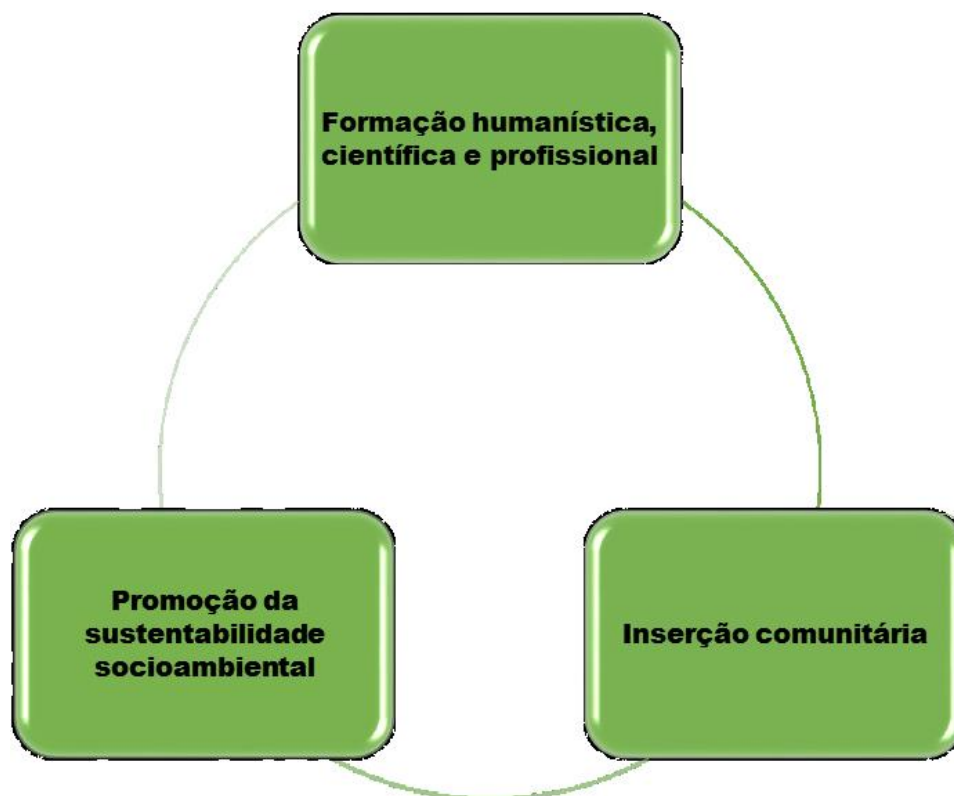 Formação humanística,
científica e profissional
Promoção da
sustentabilidade
socioambiental
Inserção comunitária